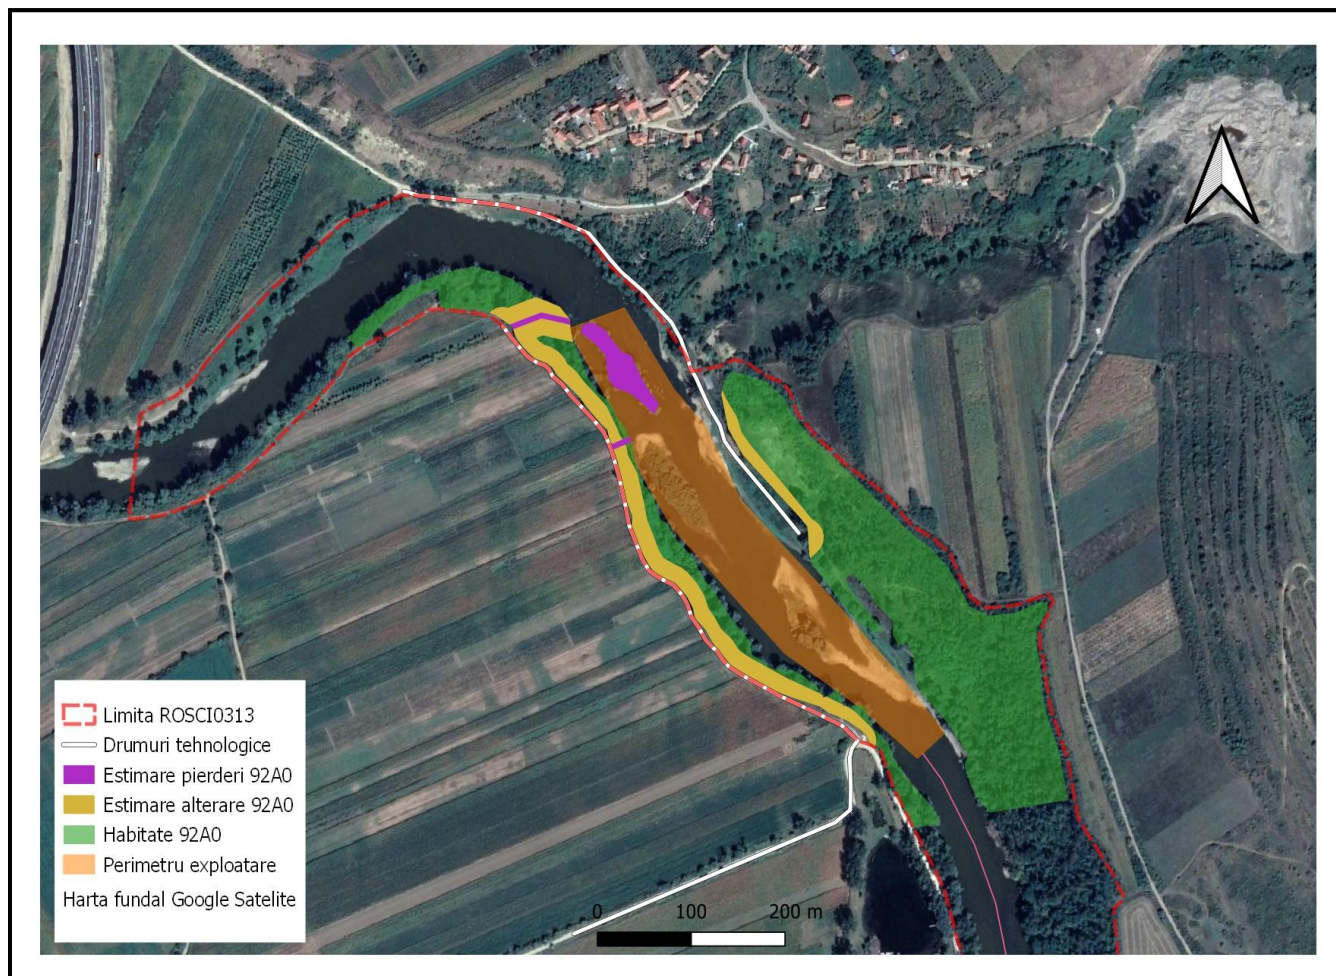 Limita ROSCI0313
Drumuri tehnologice
Estimare pierderi 92A0
Estimare alterare 92A0
Habitate 92A0
Perimetru exploatare
Harta fundal Google Satelite
0 100 200 m